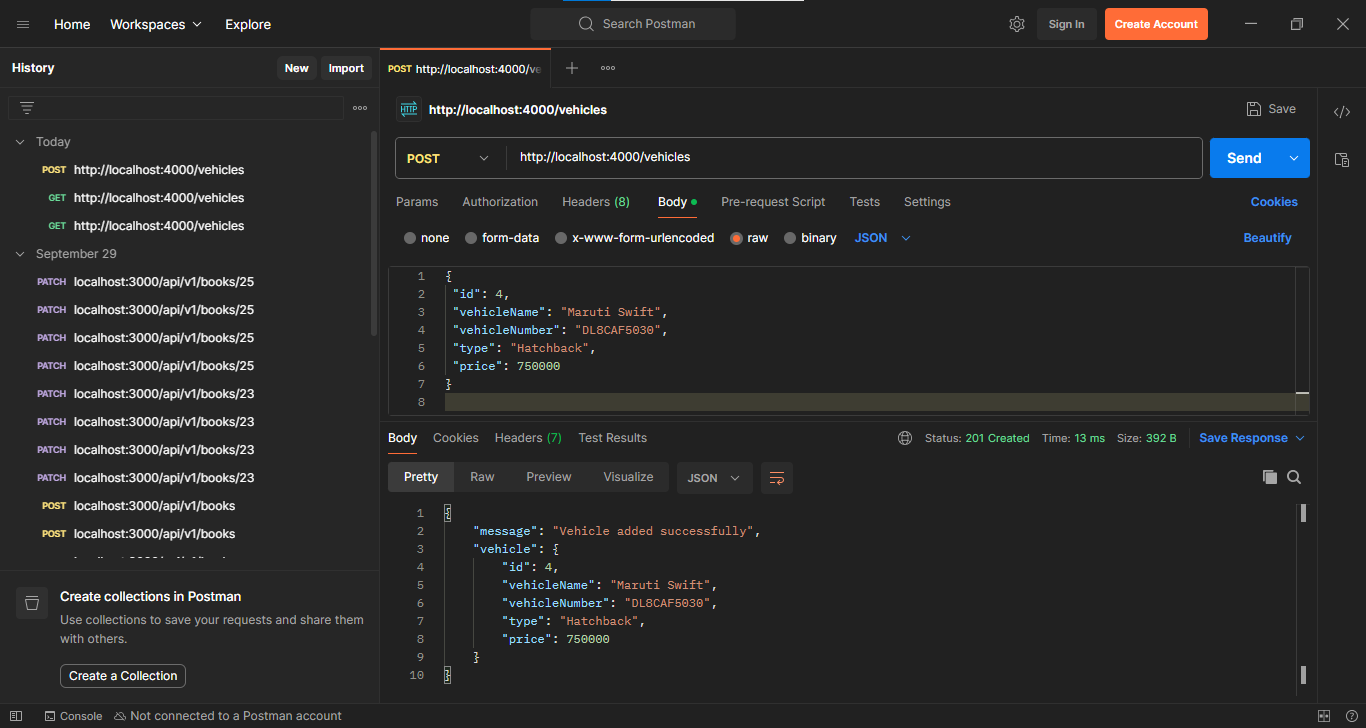 Home Workspaces Explore Search Postman Sign In Create Account
History New Import
POST http://localhost:4000/ve
http://localhost:4000/vehicles Save
Today
POST http://localhost:4000/vehicles
GET http://localhost:4000/vehicles
GET http://localhost:4000/vehicles
September 29
PATCH localhost:3000/api/v1/books/25
PATCH localhost:3000/api/v1/books/25
PATCH localhost:3000/api/v1/books/25
PATCH localhost:3000/api/v1/books/25
PATCH localhost:3000/api/v1/books/23
PATCH localhost:3000/api/v1/books/23
PATCH localhost:3000/api/v1/books/23
PATCH localhost:3000/api/v1/books/23
POST localhost:3000/api/v1/books
POST localhost:3000/api/v1/books
Create collections in Postman
Use collections to save your requests and share them
with others.
Create a Collection
HTTP
POST http://localhost:4000/vehicles Send
Params Authorization Headers (8) Body Pre-request Script Tests Settings Cookies
none form-data x-www-form-urlencoded raw binary JSON Beautify
1 {
2 "id": 4,
3 "vehicleName": "Maruti Swift",
4 "vehicleNumber": "DL8CAF5030",
5 "type": "Hatchback",
6 "price": 750000
7 }
8
Body Cookies Headers (7) Test Results Status: 201 Created Time: 13 ms Size: 392 B Save Response
Pretty Raw Preview Visualize JSON
1 {
2 "message": "Vehicle added successfully",
3 "vehicle": {
4 "id": 4,
5 "vehicleName": "Maruti Swift",
6 "vehicleNumber": "DL8CAF5030",
7 "type": "Hatchback",
8 "price": 750000
9 }
10 }
Console Not connected to a Postman account